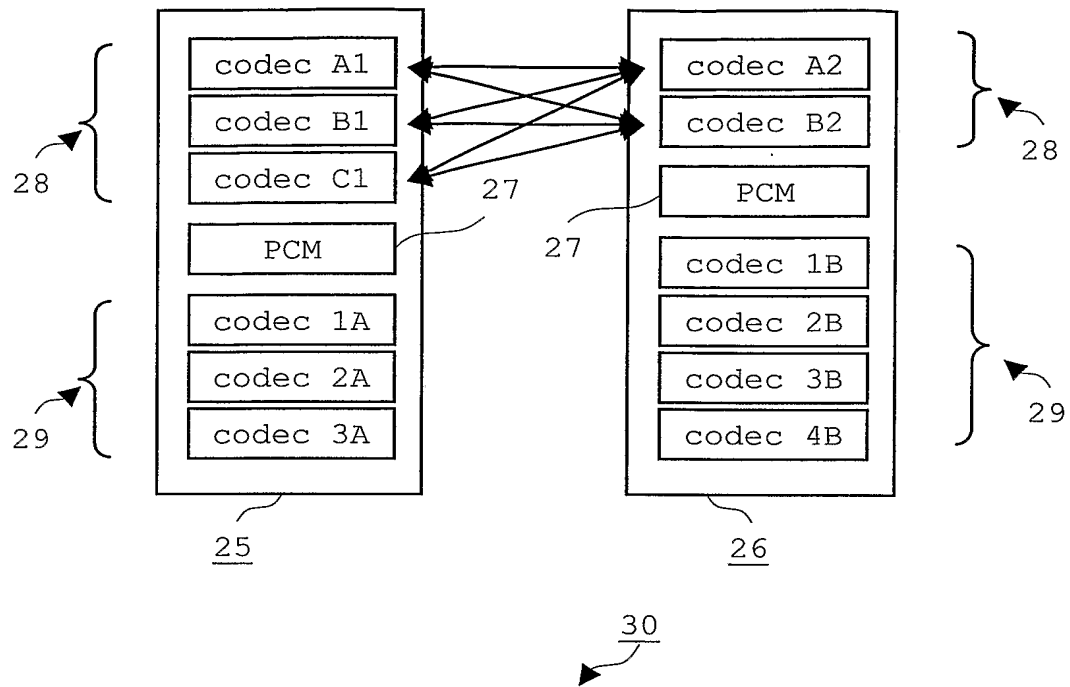 codec A1
codec B1
codec C1
PCM
codec 1A
codec 2A
codec 3A
28
29
25
27
27
codec A2
codec B2
PCM
codec 1B
codec 2B
codec 3B
codec 4B
28
29
26
30